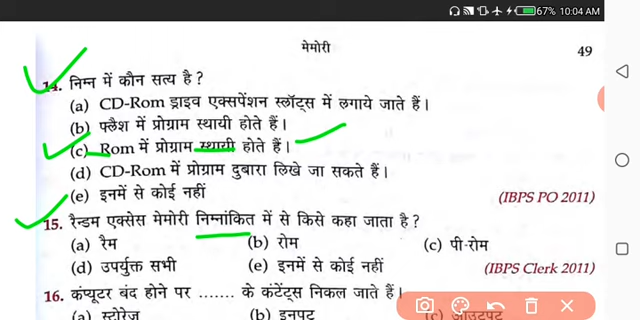 67% 10:04 AM
मेमोरी
49
14. निम्न में कौन सत्य है?
(a) CD-Rom ड्राइव एक्सपेंशन स्लॉट्स में लगाये जाते हैं।
(b) फ्लैश में प्रोग्राम स्थायी होते हैं।
(c) Rom में प्रोग्राम स्थायी होते हैं।
(d) CD-Rom में प्रोग्राम दुबारा लिखे जा सकते हैं।
(e) इनमें से कोई नहीं (IBPS PO 2011)
15. रैन्डम एक्सेस मेमोरी निम्नांकित में से किसे कहा जाता है?
(a) रैम (b) रोम (c) पी-रोम
(d) उपर्युक्त सभी (e) इनमें से कोई नहीं (IBPS Clerk 2011)
16. कंप्यूटर बंद होने पर ....... के कंटेंट्स निकल जाते हैं।
(a) स्टोरेज (b) इनपुट (c) आउटपुट